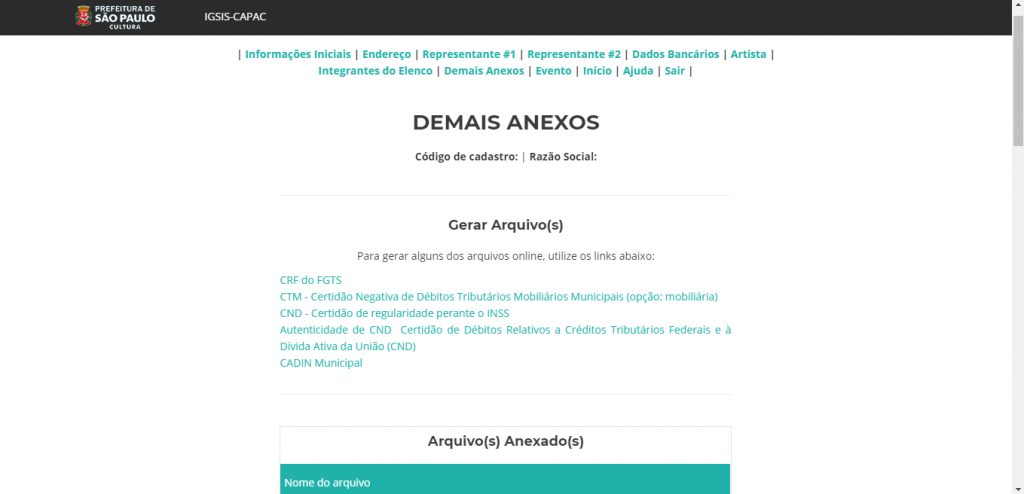 PREFEITURA DE
SÃO PAULO
CULTURA
IGSIS-CAPAC
| Informações Iniciais | Endereço | Representante #1 | Representante #2 | Dados Bancários | Artista |
Integrantes do Elenco | Demais Anexos | Evento | Início | Ajuda | Sair |
DEMAIS ANEXOS
Código de cadastro: | Razão Social:
Gerar Arquivo(s)
Para gerar alguns dos arquivos online, utilize os links abaixo:
CRF do FGTS
CTM - Certidão Negativa de Débitos Tributários Mobiliários Municipais (opção: mobiliária)
CND - Certidão de regularidade perante o INSS
Autenticidade de CND Certidão de Débitos Relativos a Créditos Tributários Federais e à
Dívida Ativa da União (CND)
CADIN Municipal
Arquivo(s) Anexado(s)
Nome do arquivo